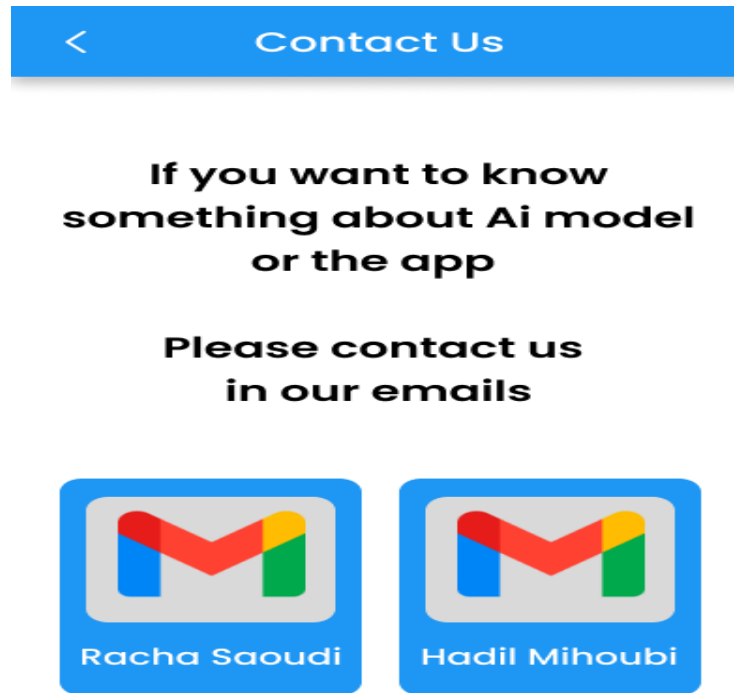 Contact Us
If you want to know
something about Ai model
or the app
Please contact us
in our emails
Racha Saoudi
Hadil Mihoubi